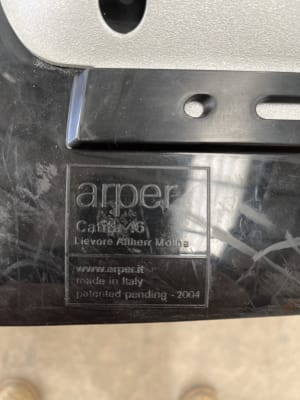 arper
Catifa 46
Lievore Altherr Molina
www.arper.it
made in Italy
patented pending - 2004